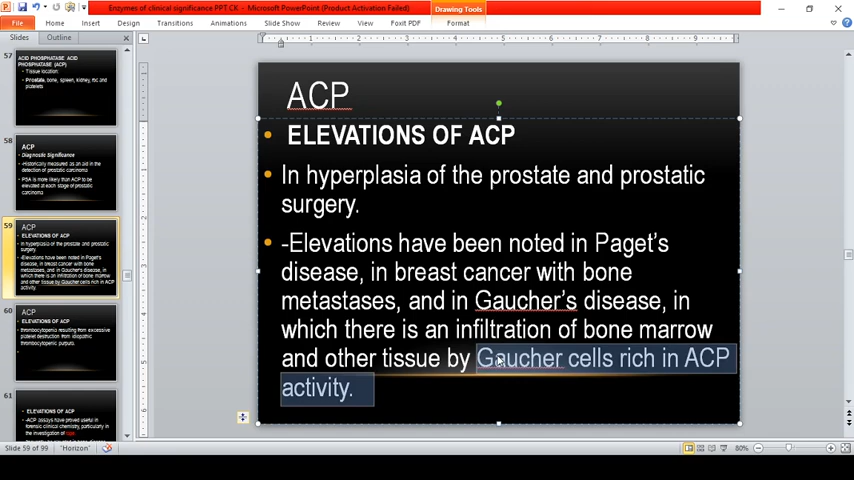 Enzymes of clinical significance PPT CK - Microsoft PowerPoint (Product Activation Failed)
Drawing Tools
File Home Insert Design Transitions Animations Slide Show Review View Foxit PDF Format
Slides Outline
57
ACID PHOSPHATASE ACID
PHOSPHATASE (ACP)
Tissue location:
Prostate, bone, spleen, kidney, rbc and
platelets
58
ACP
Diagnostic Significance
-Historically measured as an aid in the
detection of prostatic carcinoma
PSA is more likely than ACP to be
elevated at each stage of prostatic
carcinoma
59
ACP
ELEVATIONS OF ACP
In hyperplasia of the prostate and prostatic
surgery.
-Elevations have been noted in Paget's
disease, in breast cancer with bone
metastases, and in Gaucher's disease, in
which there is an infiltration of bone marrow
and other tissue by Gaucher cells rich in ACP
activity.
60
ACP
ELEVATIONS OF ACP
thrombocytopenia resulting from excessive
platelet destruction from idiopathic
thrombocytopenic purpura.
61
ELEVATIONS OF ACP
-ACP assays have proved useful in
forensic clinical chemistry, particularly in
the investigation of rape
ACP
ELEVATIONS OF ACP
In hyperplasia of the prostate and prostatic
surgery.
-Elevations have been noted in Paget's
disease, in breast cancer with bone
metastases, and in Gaucher's disease, in
which there is an infiltration of bone marrow
and other tissue by Gaucher cells rich in ACP
activity.
Slide 59 of 99 "Horizon" 80%